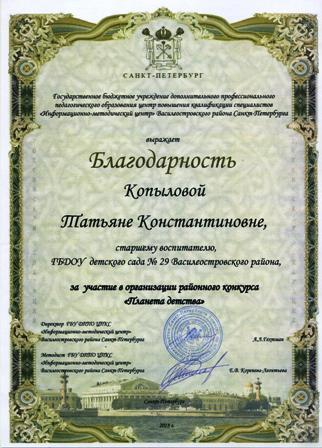 САНКТ-ПЕТЕРБУРГ
Государственное бюджетное учреждение дополнительного профессионального
педагогического образования центр повышения квалификации специалистов
«Информационно-методический центр» Василеостровского района Санкт-Петербурга
выражает
Благодарность
Копыловой
Татьяне Константиновне,
старшему воспитателю,
ГБДОУ детского сада № 29 Василеостровского района,
за участие в организации районного конкурса
«Планета детства»
Директор ГБУ ДППО ЦПКС
«Информационно-методический центр»
Василеостровского района Санкт-Петербурга
Методист ГБУ ДППО ЦПКС
«Информационно-методический центр»
Василеостровского района Санкт-Петербурга
Е.В. Корепова-Леонтьева
Санкт-Петербург